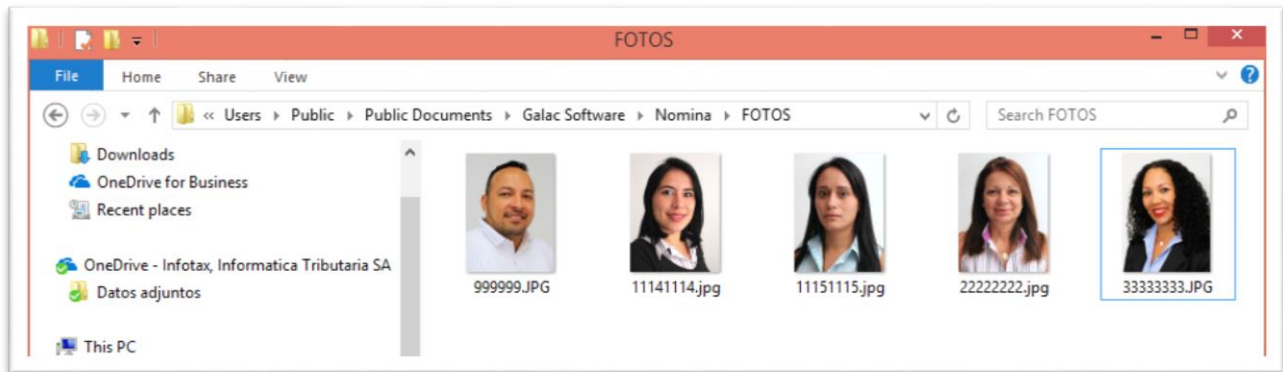 FOTOS
File Home Share View
« Users Public Public Documents Galac Software Nomina FOTOS Search FOTOS
Downloads
OneDrive for Business
Recent places
OneDrive - Infotax, Informatica Tributaria SA
Datos adjuntos
This PC
999999.JPG 11141114.jpg 11151115.jpg 22222222.jpg 33333333.JPG